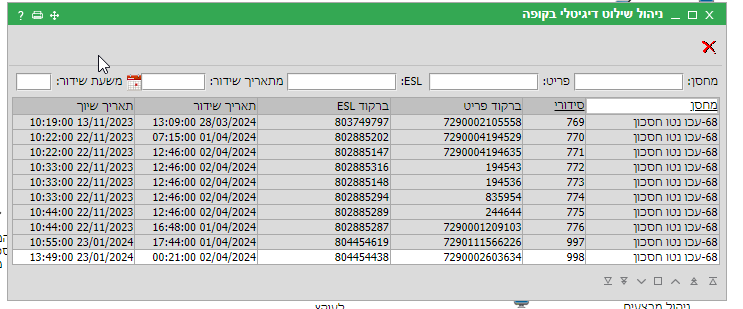 ניהול שילוט דיגיטלי בקופה
מחסן: פריט: ESL: מתאריך שידור: משעת שידור:
מחסן סידורי ברקוד פריט ברקוד ESL תאריך שידור תאריך שיוך
68-עכו נטו חסכון 769 7290002105558 803749797 28/03/2024 13:09:00 13/11/2023 10:19:00
68-עכו נטו חסכון 770 7290004194529 802885202 01/04/2024 07:15:00 22/11/2023 10:22:00
68-עכו נטו חסכון 771 7290004194635 802885147 02/04/2024 12:46:00 22/11/2023 10:22:00
68-עכו נטו חסכון 772 194543 802885316 02/04/2024 12:46:00 22/11/2023 10:33:00
68-עכו נטו חסכון 773 194536 802885148 02/04/2024 12:46:00 22/11/2023 10:33:00
68-עכו נטו חסכון 774 835954 802885294 02/04/2024 12:46:00 22/11/2023 10:33:00
68-עכו נטו חסכון 775 244644 802885289 02/04/2024 12:46:00 22/11/2023 10:44:00
68-עכו נטו חסכון 776 7290001209103 802885287 01/04/2024 16:48:00 22/11/2023 10:44:00
68-עכו נטו חסכון 997 7290111566226 804454619 01/04/2024 17:44:00 23/01/2024 10:55:00
68-עכו נטו חסכון 998 7290002603634 804454438 02/04/2024 00:21:00 23/01/2024 13:49:00
ניהול מבצעים